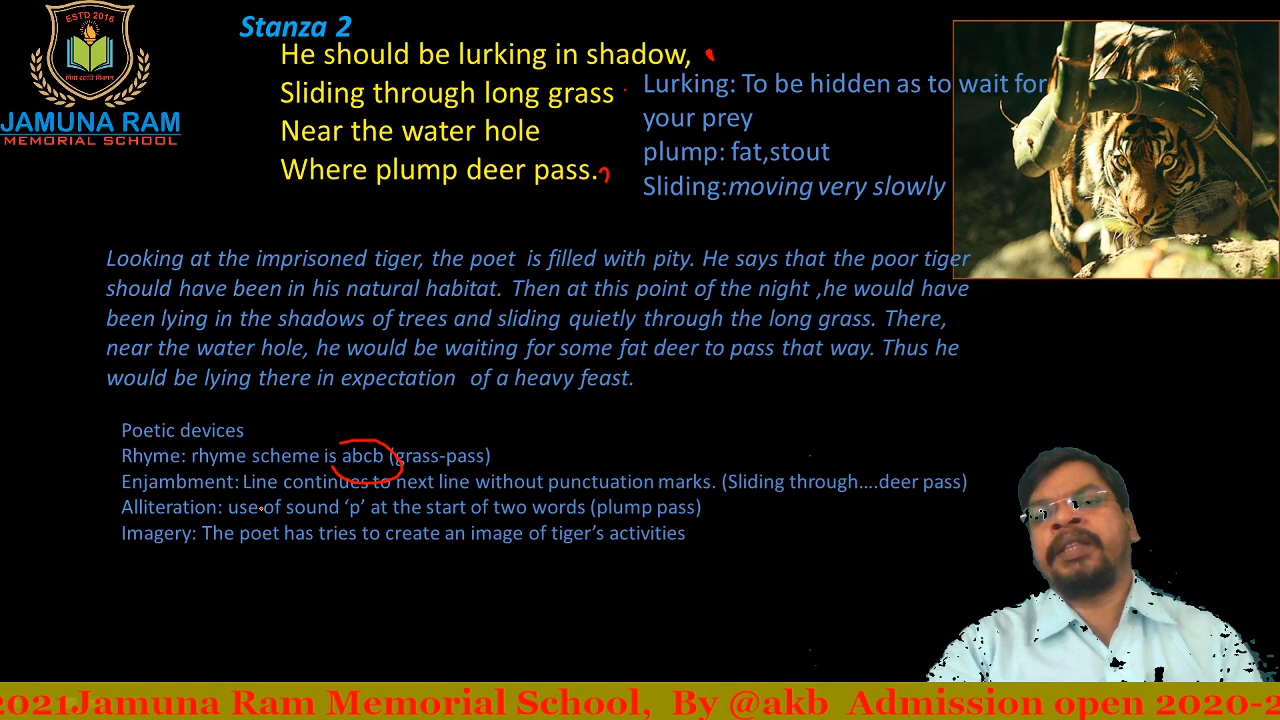 ESTD 2016
JAMUNA RAM
MEMORIAL SCHOOL
Stanza 2
He should be lurking in shadow,
Sliding through long grass
Near the water hole
Where plump deer pass.
Lurking: To be hidden as to wait for
your prey
plump: fat,stout
Sliding:moving very slowly
Looking at the imprisoned tiger, the poet is filled with pity. He says that the poor tiger
should have been in his natural habitat. Then at this point of the night ,he would have
been lying in the shadows of trees and sliding quietly through the long grass. There,
near the water hole, he would be waiting for some fat deer to pass that way. Thus he
would be lying there in expectation of a heavy feast.
Poetic devices
Rhyme: rhyme scheme is abcb (grass-pass)
Enjambment: Line continues to next line without punctuation marks. (Sliding through....deer pass)
Alliteration: use of sound ‘p’ at the start of two words (plump pass)
Imagery: The poet has tries to create an image of tiger’s activities
2021Jamuna Ram Memorial School, By @akb Admission open 2020-2